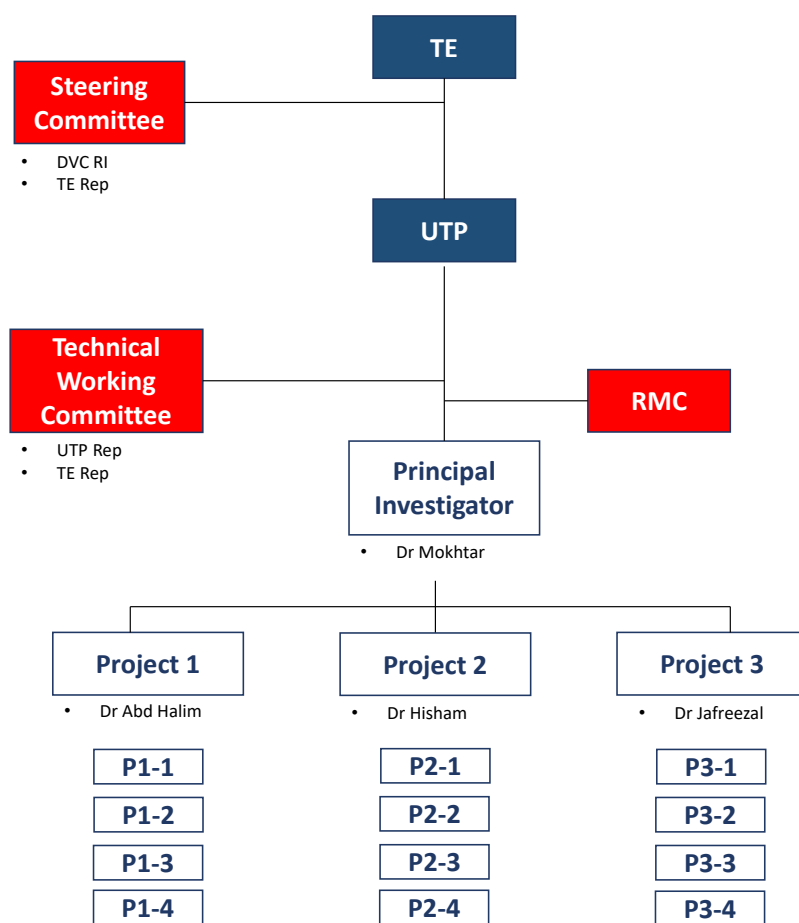 TE
Steering
Committee
• DVC RI
• TE Rep
UTP
Technical
Working
Committee
• UTP Rep
• TE Rep
RMC
Principal
Investigator
• Dr Mokhtar
Project 1
• Dr Abd Halim
Project 2
• Dr Hisham
Project 3
• Dr Jafreezal
P1-1
P2-1
P3-1
P1-2
P2-2
P3-2
P1-3
P2-3
P3-3
P1-4
P2-4
P3-4